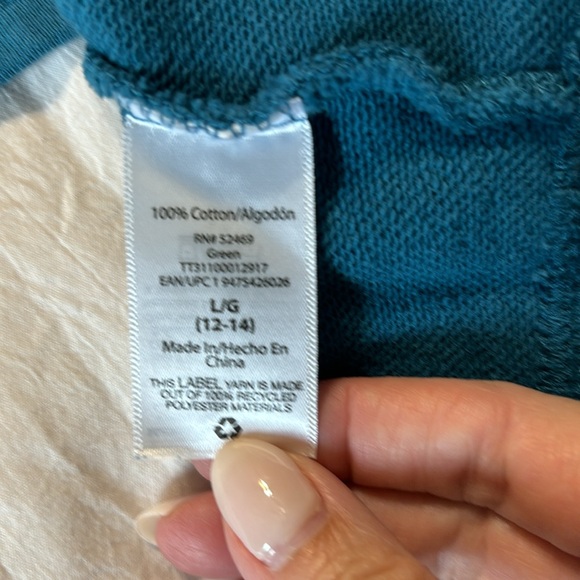 100% Cotton/Algodón
RN# 52469
Green
TT31100012917
EAN/UPC 1 9475426026
L/G
(12-14)
Made In/Hecho En
China
THIS LABEL YARN IS MADE
OUT OF 100% RECYCLED
POLYESTER MATERIALS